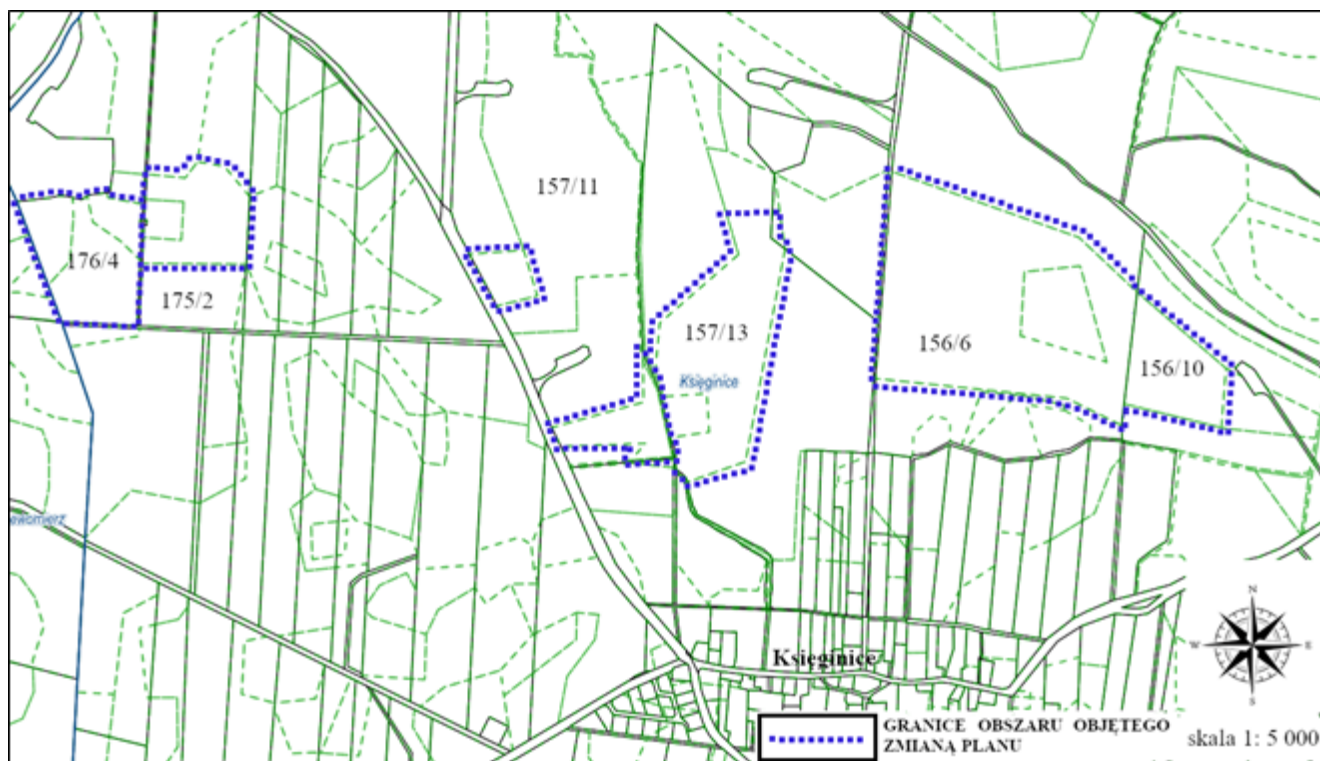 157/11
176/4
175/2
157/13
156/6
156/10
Księginice
Księginice
N
W
E
S
GRANICE OBSZARU OBJĘTEGO
ZMIANĄ PLANU
skala 1: 5 000